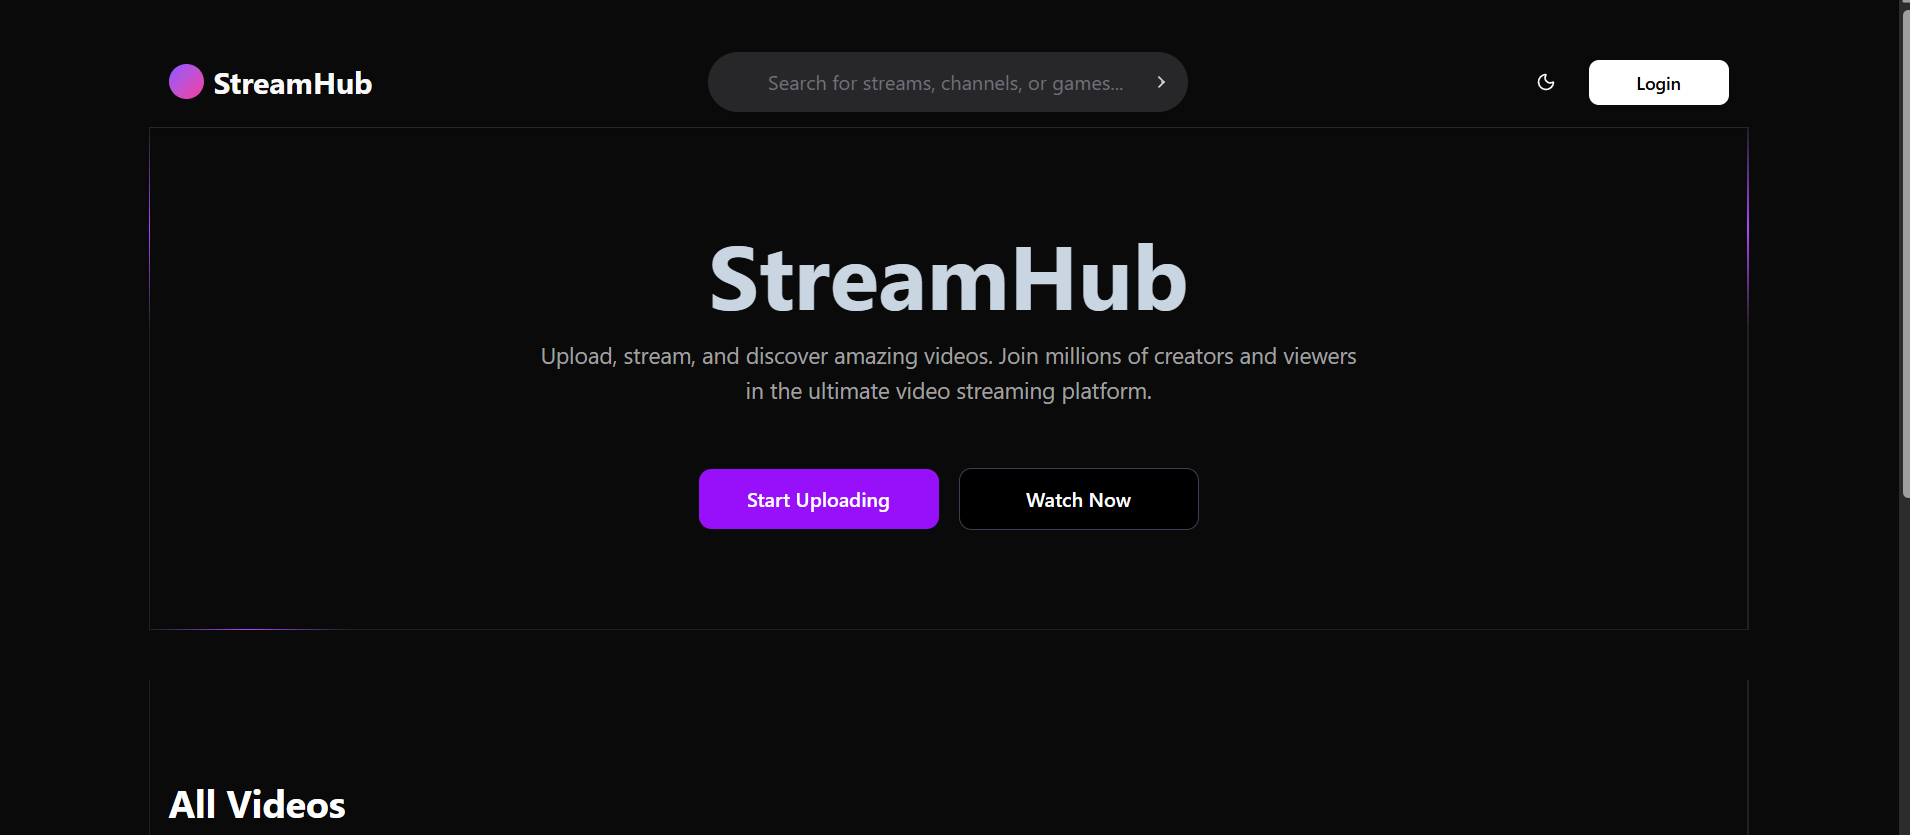 StreamHub
Search for streams, channels, or games...
Login
StreamHub
Upload, stream, and discover amazing videos. Join millions of creators and viewers
in the ultimate video streaming platform.
Start Uploading
Watch Now
All Videos